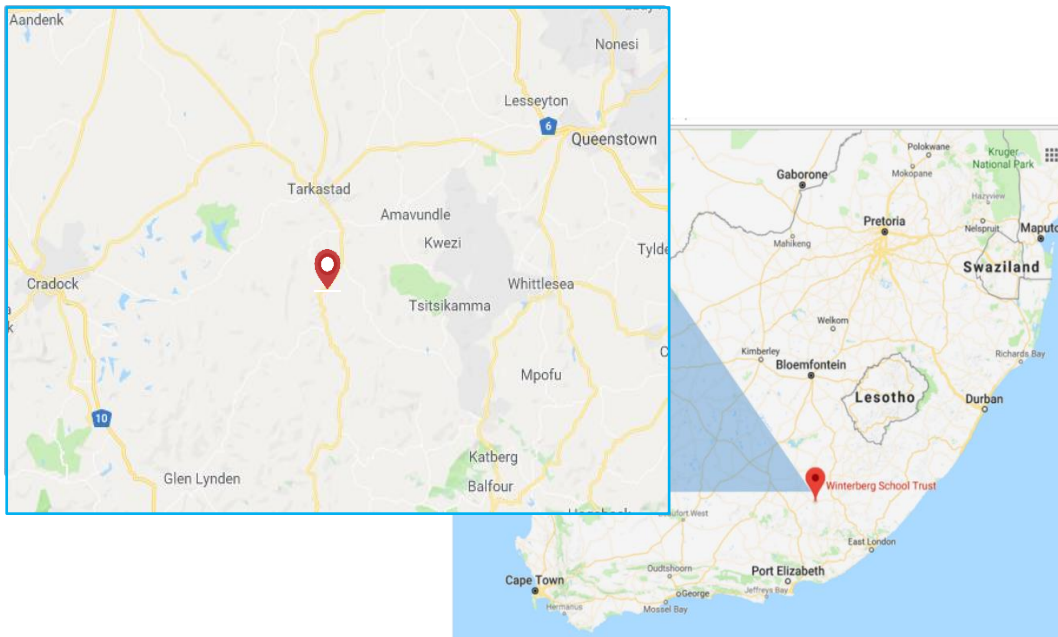 Aandenk
Nonesi
Lesseyton
6
Queenstown
Tarkastad
Amavundle
Kwezi
Tylde
Cradock
Whittlesea
Tsitsikamma
Mpofu
10
Katberg
Glen Lynden
Balfour
Polokwane
Kruger
National Park
Mokopane
Gaborone
Hazyview
Pretoria
Nelspruit
Maputo
Mahikeng
Swaziland
Welkom
Kimberley
Richards Bay
Bloemfontein
Lesotho
Durban
Winterberg School Trust
East London
Oudtshoorn
Port Elizabeth
Cape Town
George
Jeffreys Bay
Hermanus
Mossel Bay